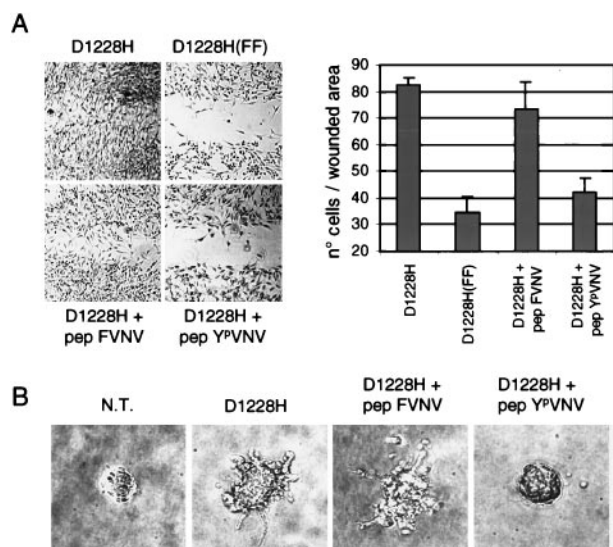 A
D1228H
D1228H(FF)
D1228H +
pep FVNV
D1228H +
pep YᵖVNV
n° cells / wounded area
90
80
70
60
50
40
30
20
D1228H
D1228H(FF)
D1228H +
pep FVNV
D1228H +
pep YᵖVNV
B
N.T.
D1228H
D1228H +
pep FVNV
D1228H +
pep YᵖVNV